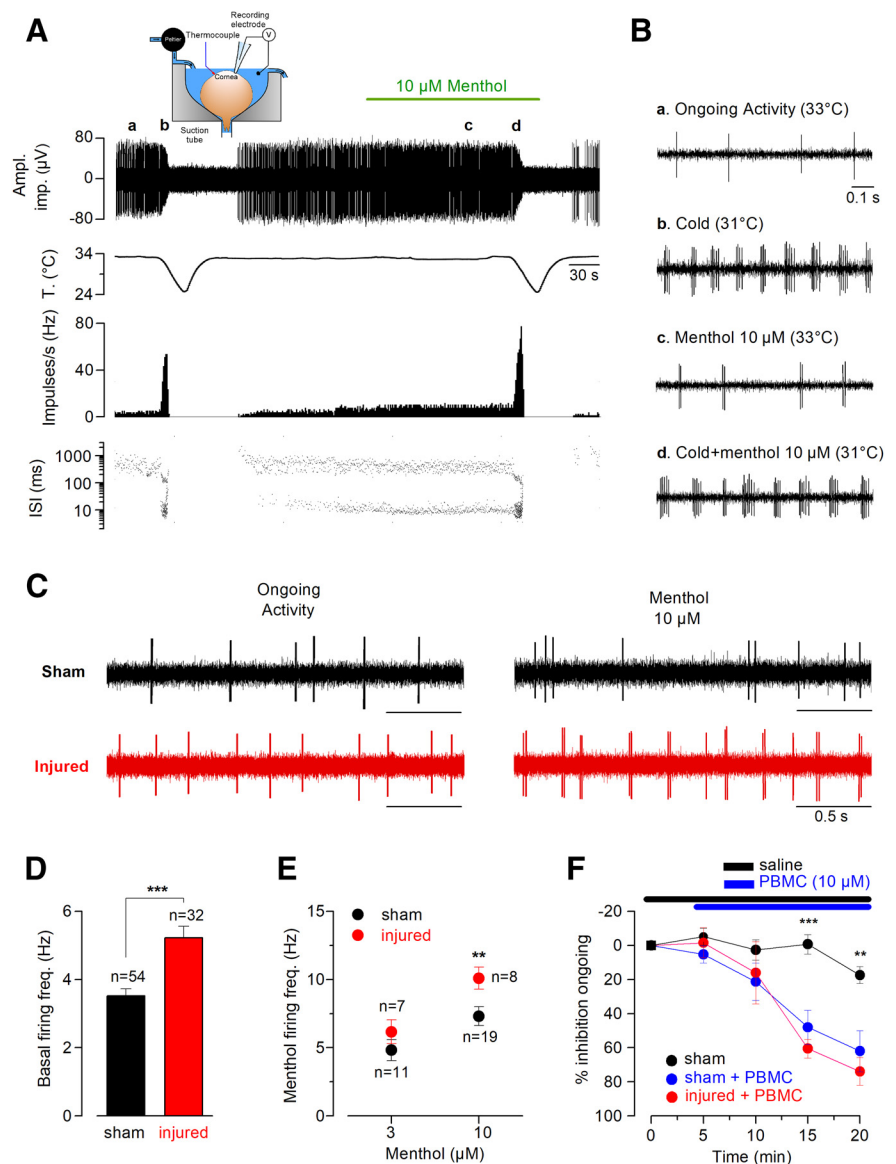 A
Peltier
Thermocouple
Recording
electrode
V
Cornea
Suction
tube
10 µM Menthol
a
b
c
d
Ampl.
imp. (µV)
80
0
-80
T. (°C)
34
24
30 s
Impulses/s (Hz)
80
40
0
ISI (ms)
1000
100
10
B
a. Ongoing Activity (33°C)
0.1 s
b. Cold (31°C)
c. Menthol 10 µM (33°C)
d. Cold+menthol 10 µM (31°C)
C
Ongoing
Activity
Menthol
10 µM
Sham
Injured
0.5 s
D
Basal firing freq. (Hz)
6
4
2
0
***
n=54
n=32
sham
injured
E
Menthol firing freq. (Hz)
15
10
5
0
sham
injured
**
n=7
n=8
n=11
n=19
3
10
Menthol (µM)
F
saline
PBMC (10 µM)
% inhibition ongoing
-20
0
20
40
60
80
100
***
**
sham
sham + PBMC
injured + PBMC
0
5
10
15
20
Time (min)